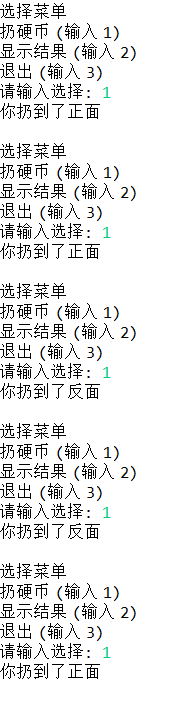 选择菜单
扔硬币 (输入 1)
显示结果 (输入 2)
退出 (输入 3)
请输入选择: 1
你扔到了正面

选择菜单
扔硬币 (输入 1)
显示结果 (输入 2)
退出 (输入 3)
请输入选择: 1
你扔到了正面

选择菜单
扔硬币 (输入 1)
显示结果 (输入 2)
退出 (输入 3)
请输入选择: 1
你扔到了反面

选择菜单
扔硬币 (输入 1)
显示结果 (输入 2)
退出 (输入 3)
请输入选择: 1
你扔到了反面

选择菜单
扔硬币 (输入 1)
显示结果 (输入 2)
退出 (输入 3)
请输入选择: 1
你扔到了正面